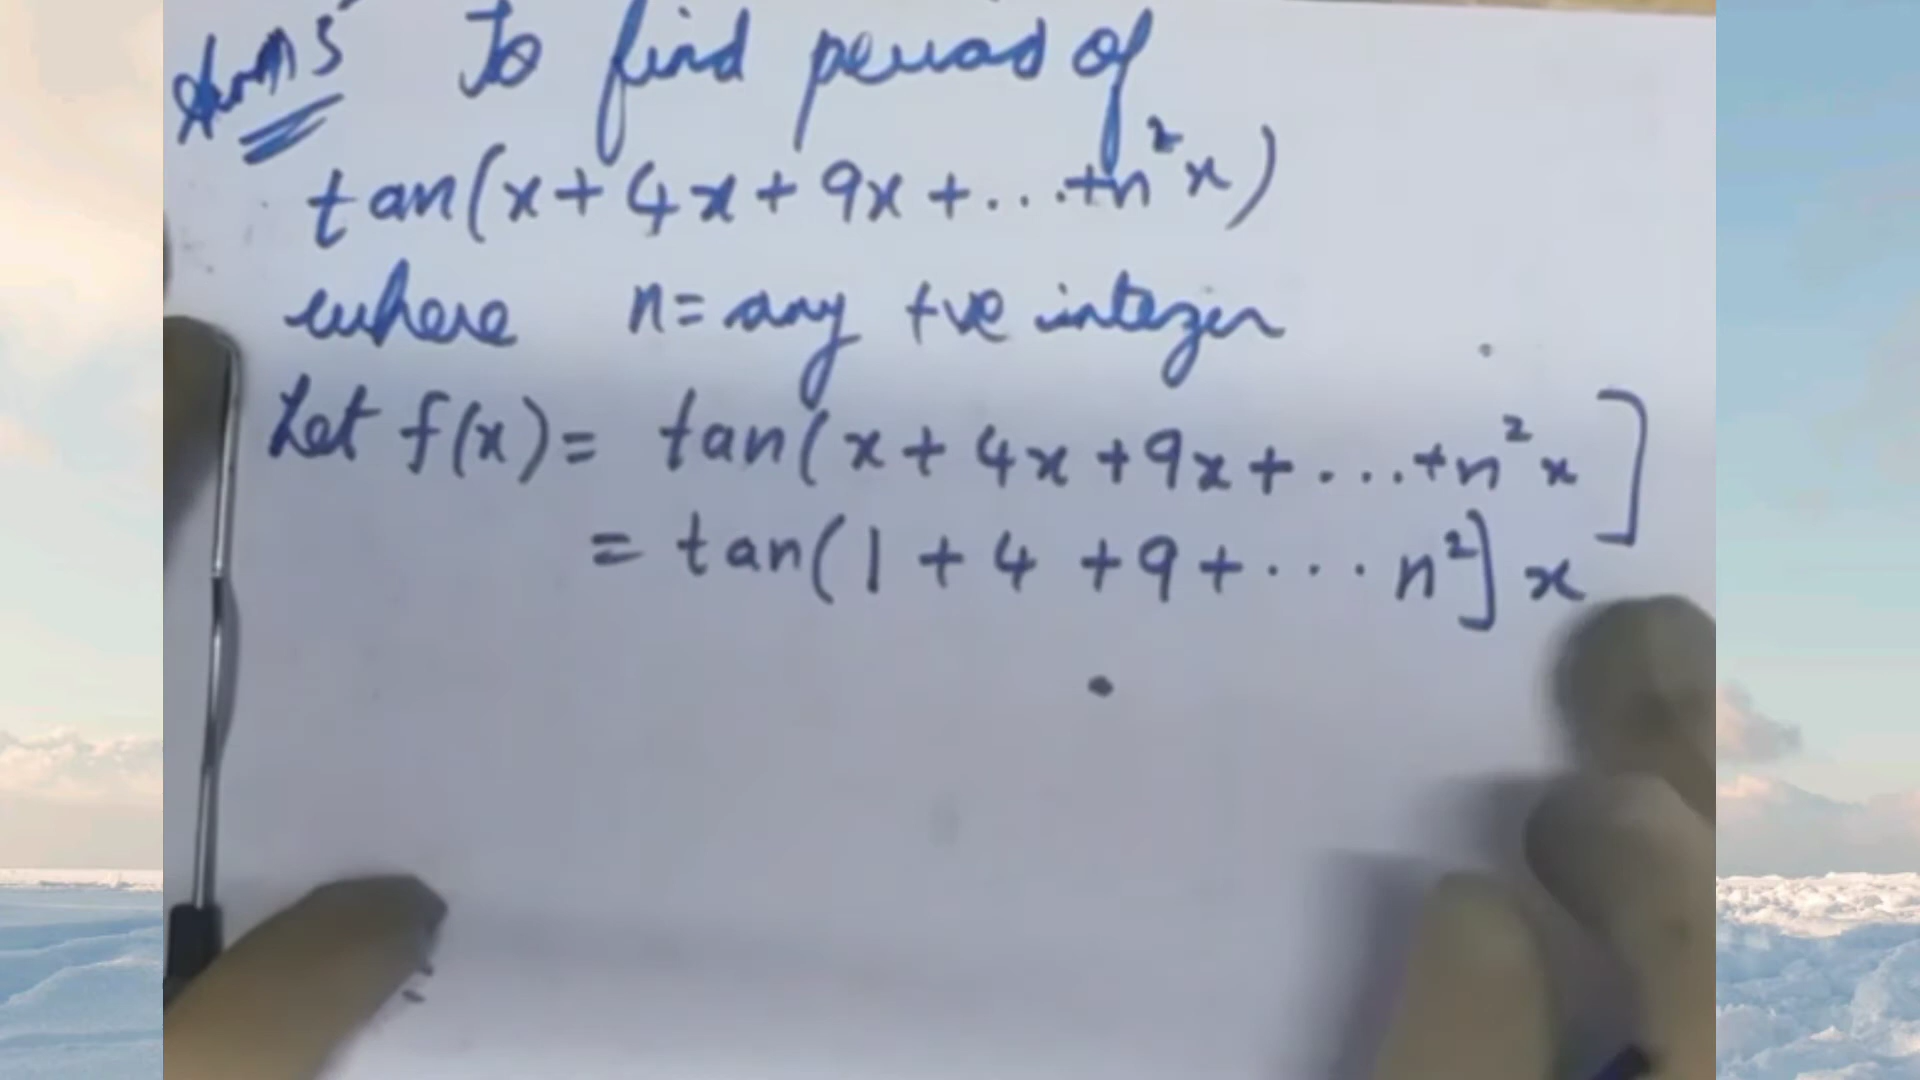 Ans To find period of
tan(x+4x+9x+...+n²x)
where n= any +ve integer
Let f(x)= tan(x+4x+9x+...+n²x]
= tan(1+4+9+... n²]x